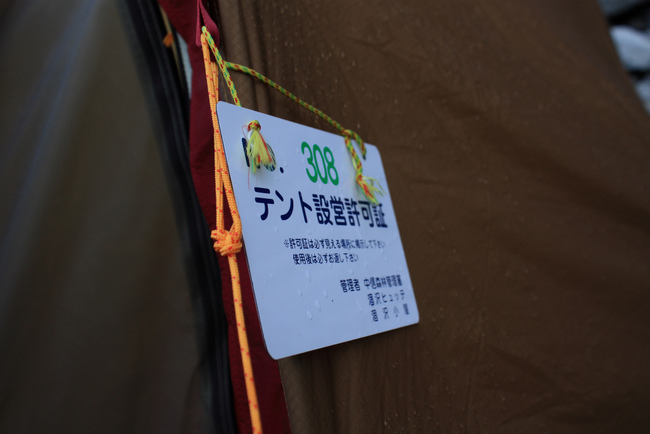 No. 308
テント設営許可証
※許可証は必ず見える場所に掲示して下さい
使用後は必ずお返し下さい
管理者 中信森林管理署
涸沢ヒュッテ
涸沢小屋